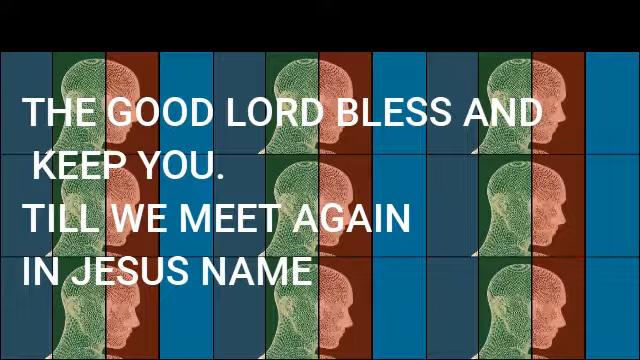 THE GOOD LORD BLESS AND
KEEP YOU.
TILL WE MEET AGAIN
IN JESUS NAME